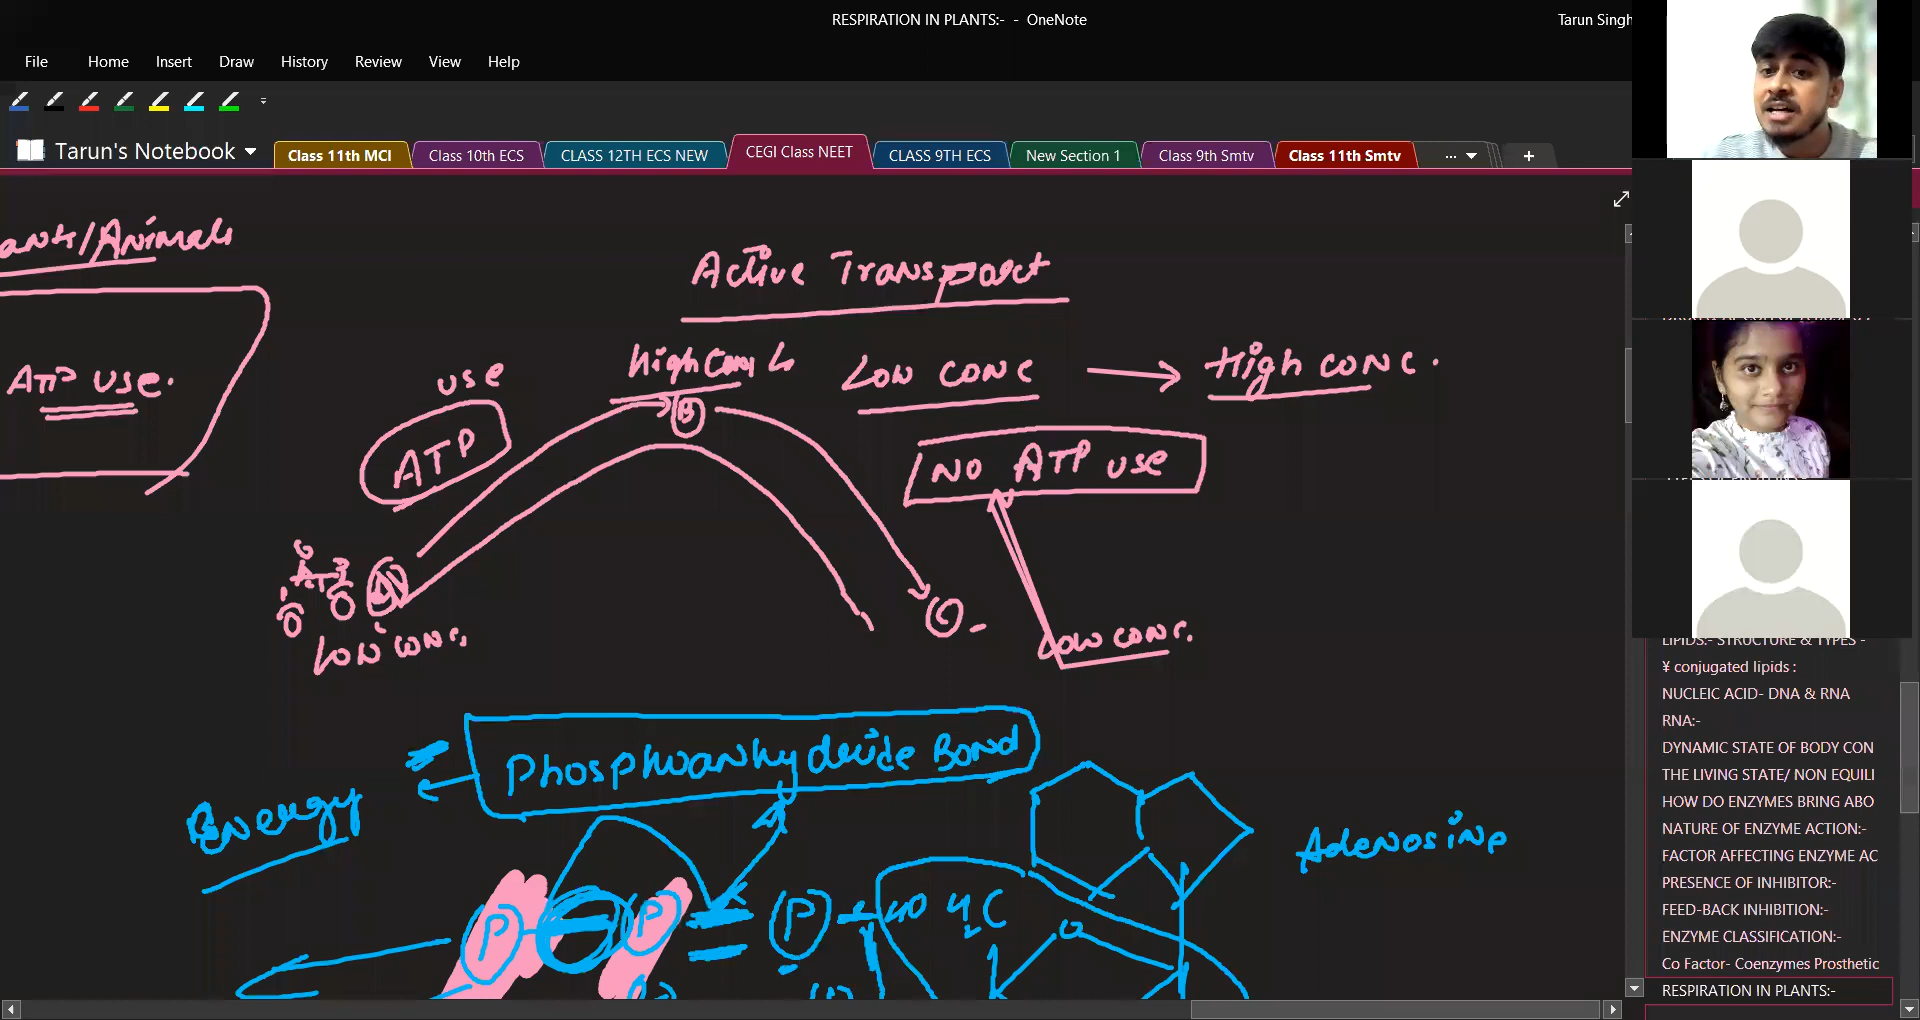 RESPIRATION IN PLANTS:- - OneNote
Tarun Singh
File Home Insert Draw History Review View Help
Tarun's Notebook
Class 11th MCI
Class 10th ECS
CLASS 12TH ECS NEW
CEGI Class NEET
CLASS 9TH ECS
New Section 1
Class 9th Smtv
Class 11th Smtv
...
+
ants/Animals
ATP use.
Active Transport
use
High Conc
Low conc → High conc.
ATP
B
NO ATP use
A
Low conc.
C
Low conc.
Phosphoanhydride Bond
Energy
Adenosine
P P P H2C
O
LIPIDS:- STRUCTURE & TYPES -
¥ conjugated lipids :
NUCLEIC ACID- DNA & RNA
RNA:-
DYNAMIC STATE OF BODY CON
THE LIVING STATE/ NON EQUILI
HOW DO ENZYMES BRING ABO
NATURE OF ENZYME ACTION:-
FACTOR AFFECTING ENZYME AC
PRESENCE OF INHIBITOR:-
FEED-BACK INHIBITION:-
ENZYME CLASSIFICATION:-
Co Factor- Coenzymes Prosthetic
RESPIRATION IN PLANTS:-